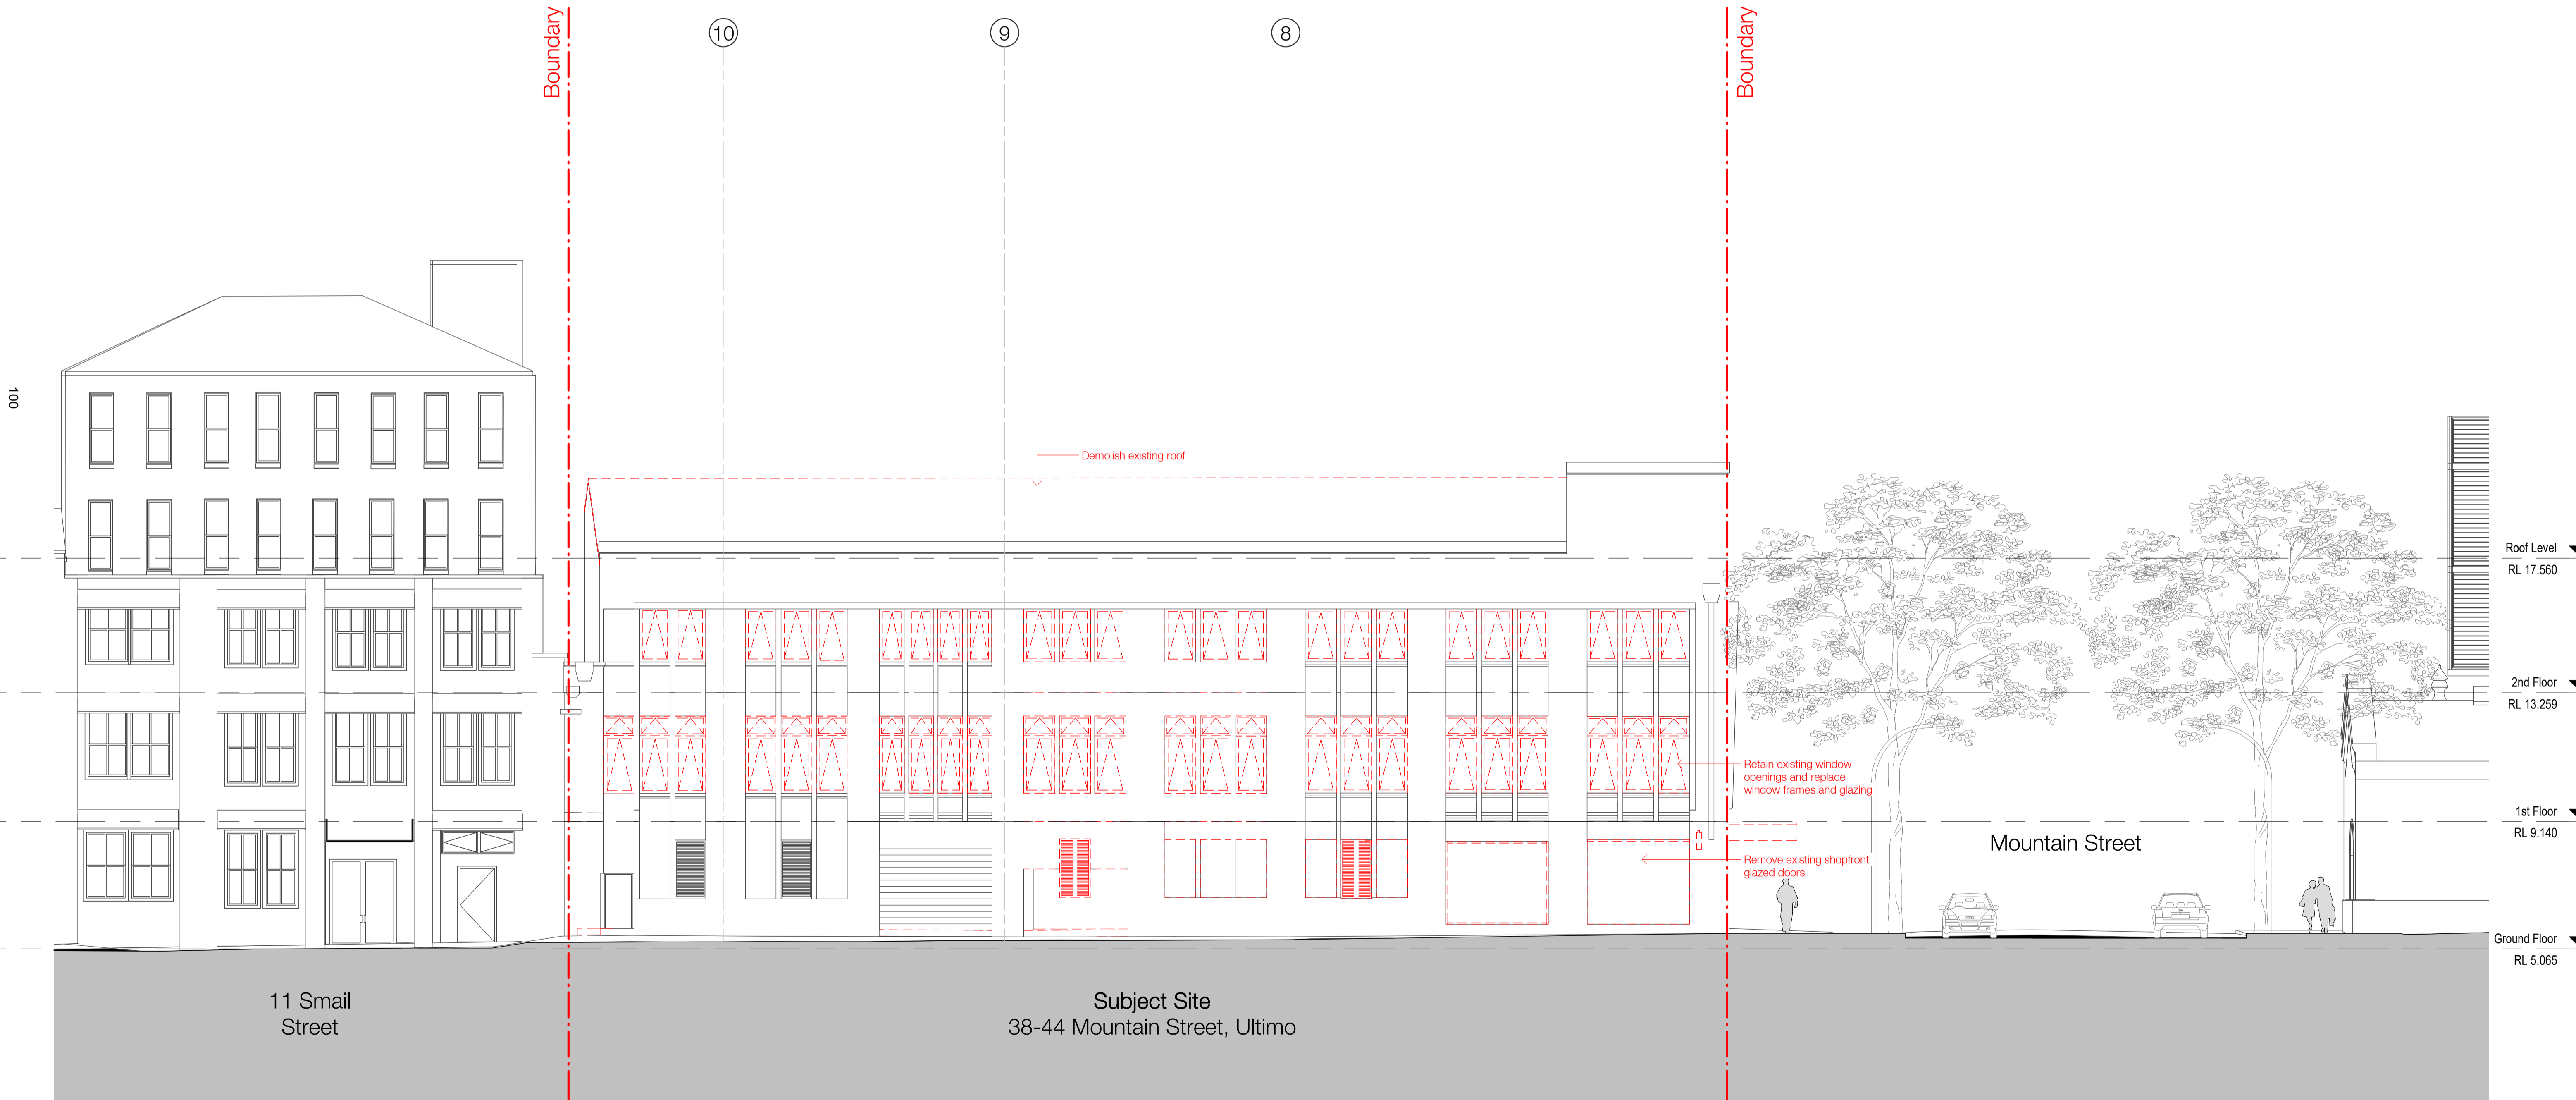 Boundary
10
9
8
Boundary
100
Demolish existing roof
Roof Level
RL 17.560
2nd Floor
RL 13.259
Retain existing window
openings and replace
window frames and glazing
1st Floor
RL 9.140
Mountain Street
Remove existing shopfront
glazed doors
Ground Floor
RL 5.065
11 Smail
Street
Subject Site
38-44 Mountain Street, Ultimo